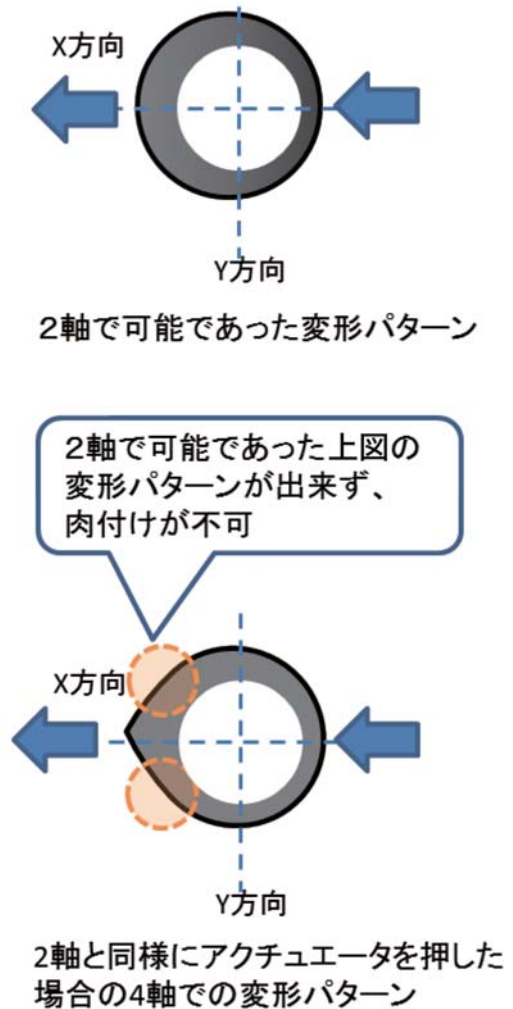 X方向
Y方向
２軸で可能であった変形パターン
２軸で可能であった上図の
変形パターンが出来ず、
肉付けが不可
X方向
Y方向
2軸と同様にアクチュエータを押した
場合の4軸での変形パターン